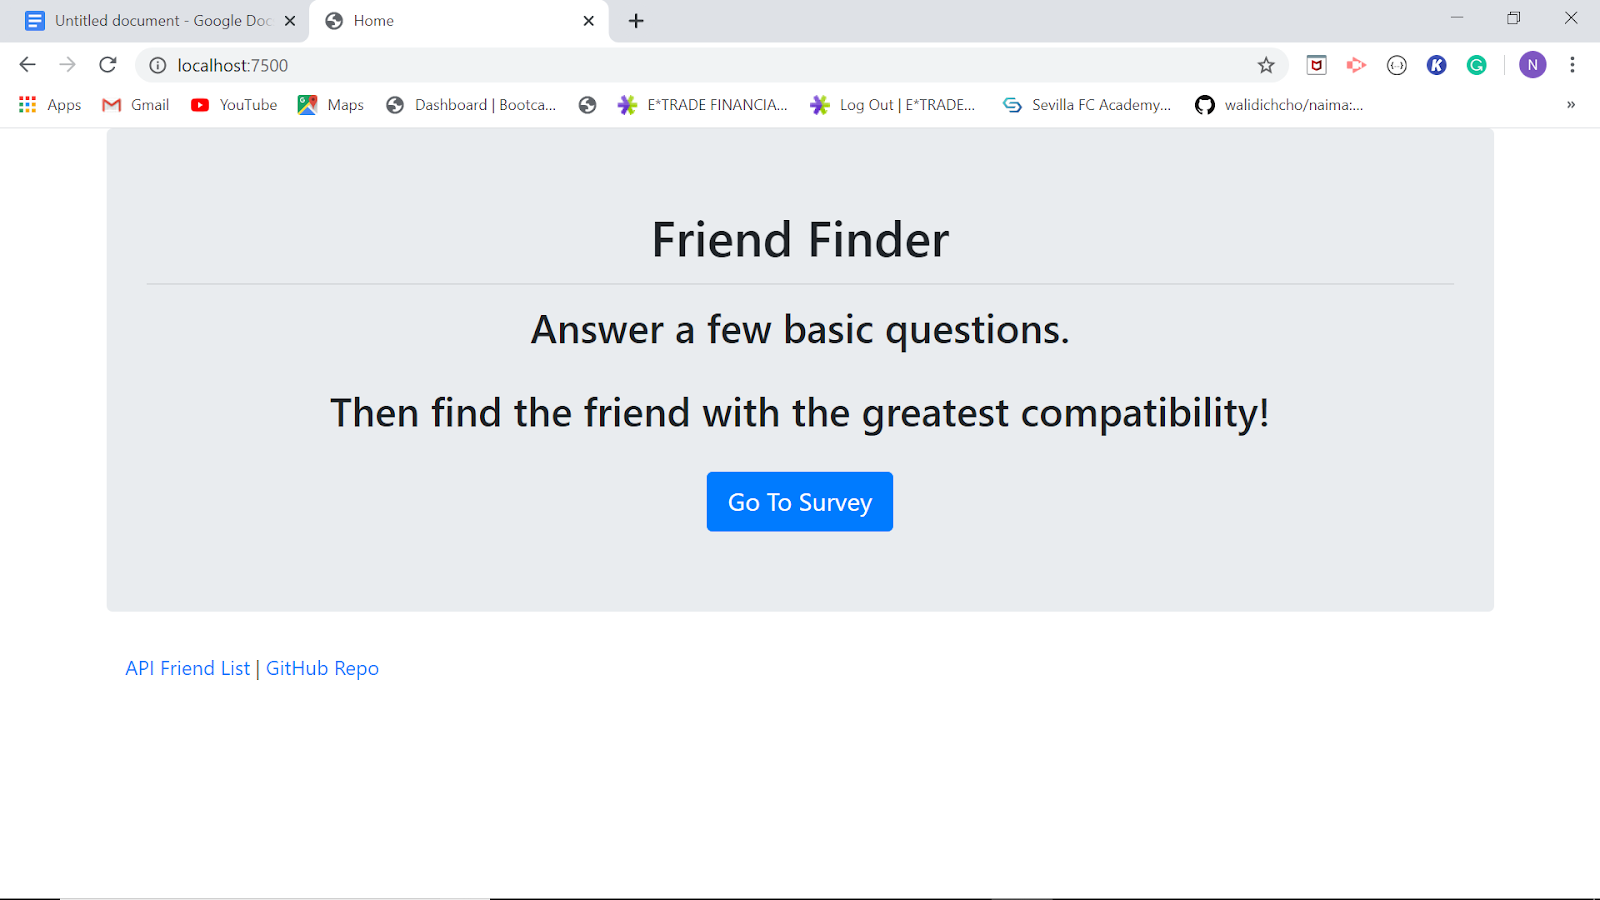 Untitled document - Google Doc
Home
localhost:7500
N
Apps
Gmail
YouTube
Maps
Dashboard | Bootca...
E*TRADE FINANCIA...
Log Out | E*TRADE...
Sevilla FC Academy...
walidichcho/naima:...
»
Friend Finder
Answer a few basic questions.
Then find the friend with the greatest compatibility!
Go To Survey
API Friend List | GitHub Repo